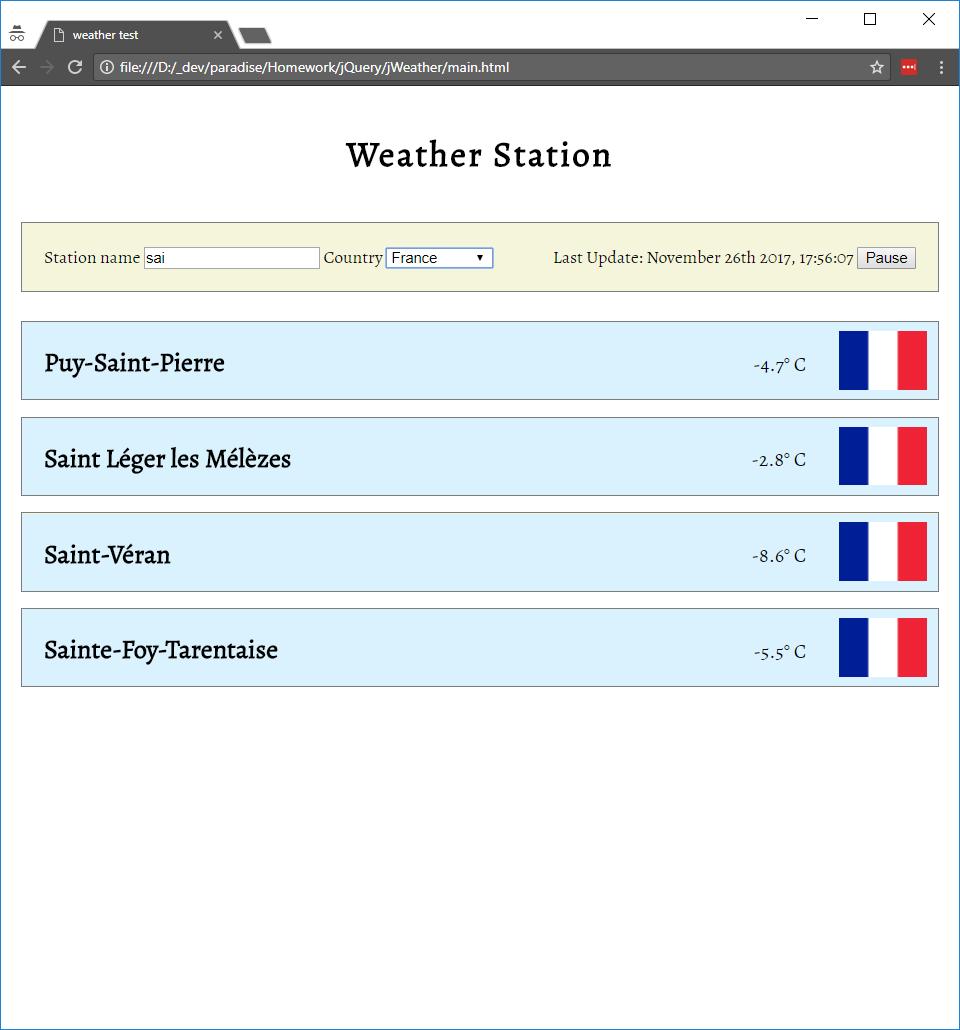 weather test
file:///D:/_dev/paradise/Homework/jQuery/jWeather/main.html
Weather Station
Station name sai Country France Last Update: November 26th 2017, 17:56:07 Pause
Puy-Saint-Pierre -4.7° C
Saint Léger les Mélèzes -2.8° C
Saint-Véran -8.6° C
Sainte-Foy-Tarentaise -5.5° C